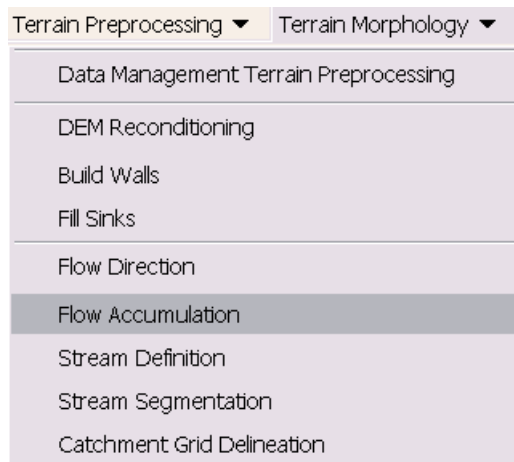 Terrain Preprocessing ▼ Terrain Morphology ▼
Data Management Terrain Preprocessing
DEM Reconditioning
Build Walls
Fill Sinks
Flow Direction
Flow Accumulation
Stream Definition
Stream Segmentation
Catchment Grid Delineation